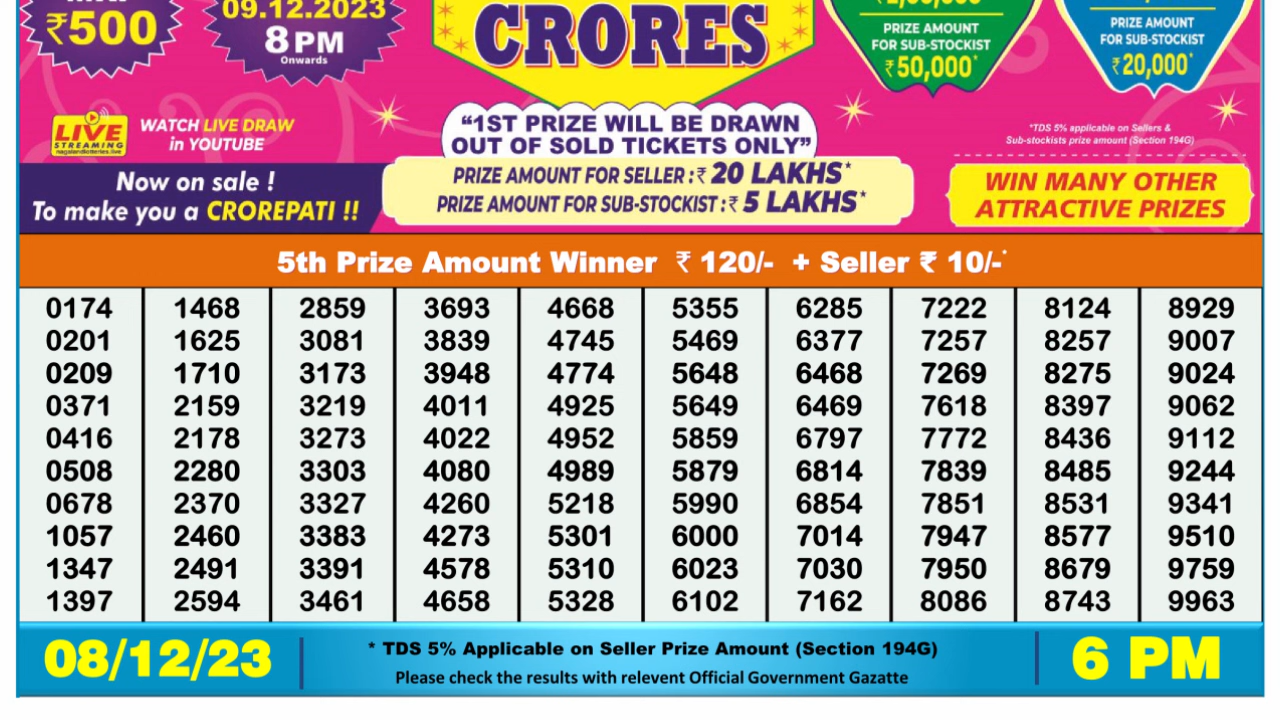 ₹500
09.12.2023
8 PM
Onwards
CRORES
PRIZE AMOUNT
FOR SUB-STOCKIST
₹50,000*
PRIZE AMOUNT
FOR SUB-STOCKIST
₹20,000*
LIVE
STREAMING
nagalandlotteries.live
WATCH LIVE DRAW
in YOUTUBE
“1ST PRIZE WILL BE DRAWN
OUT OF SOLD TICKETS ONLY”
*TDS 5% applicable on Sellers &
Sub-stockists prize amount (Section 194G)
Now on sale !
To make you a CROREPATI !!
PRIZE AMOUNT FOR SELLER :₹ 20 LAKHS*
PRIZE AMOUNT FOR SUB-STOCKIST :₹ 5 LAKHS*
WIN MANY OTHER
ATTRACTIVE PRIZES
5th Prize Amount Winner ₹ 120/- + Seller ₹ 10/-*
0174 1468 2859 3693 4668 5355 6285 7222 8124 8929
0201 1625 3081 3839 4745 5469 6377 7257 8257 9007
0209 1710 3173 3948 4774 5648 6468 7269 8275 9024
0371 2159 3219 4011 4925 5649 6469 7618 8397 9062
0416 2178 3273 4022 4952 5859 6797 7772 8436 9112
0508 2280 3303 4080 4989 5879 6814 7839 8485 9244
0678 2370 3327 4260 5218 5990 6854 7851 8531 9341
1057 2460 3383 4273 5301 6000 7014 7947 8577 9510
1347 2491 3391 4578 5310 6023 7030 7950 8679 9759
1397 2594 3461 4658 5328 6102 7162 8086 8743 9963
08/12/23
* TDS 5% Applicable on Seller Prize Amount (Section 194G)
Please check the results with relevent Official Government Gazatte
6 PM